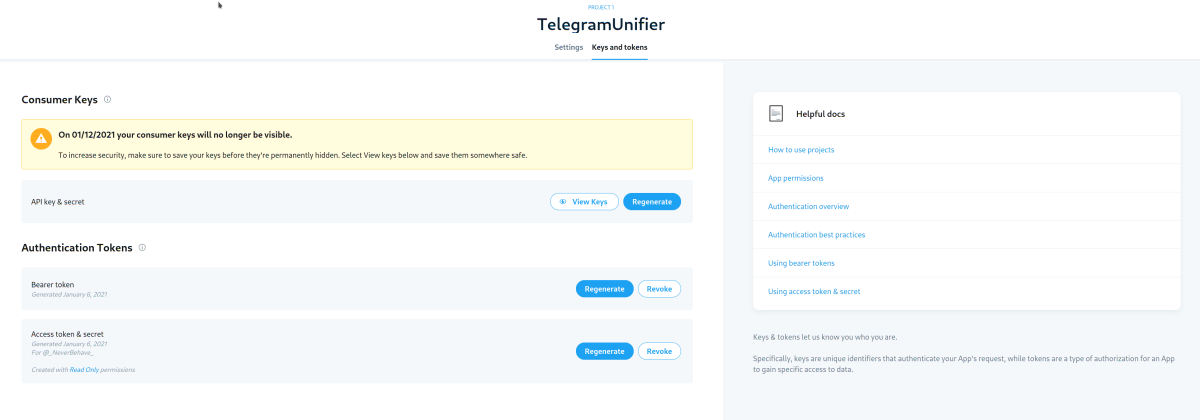 PROJECT 1
TelegramUnifier
Settings
Keys and tokens
Consumer Keys
On 01/12/2021 your consumer keys will no longer be visible.
To increase security, make sure to save your keys before they're permanently hidden. Select View keys below and save them somewhere safe.
API key & secret
View Keys
Regenerate
Authentication Tokens
Bearer token
Generated January 6, 2021
Regenerate
Revoke
Access token & secret
Generated January 6, 2021
For @_NeverBehave_
Created with Read Only permissions
Regenerate
Revoke
Helpful docs
How to use projects
App permissions
Authentication overview
Authentication best practices
Using bearer tokens
Using access token & secret
Keys & tokens let us know you who you are.
Specifically, keys are unique identifiers that authenticate your App's request, while tokens are a type of authorization for an App
to gain specific access to data.